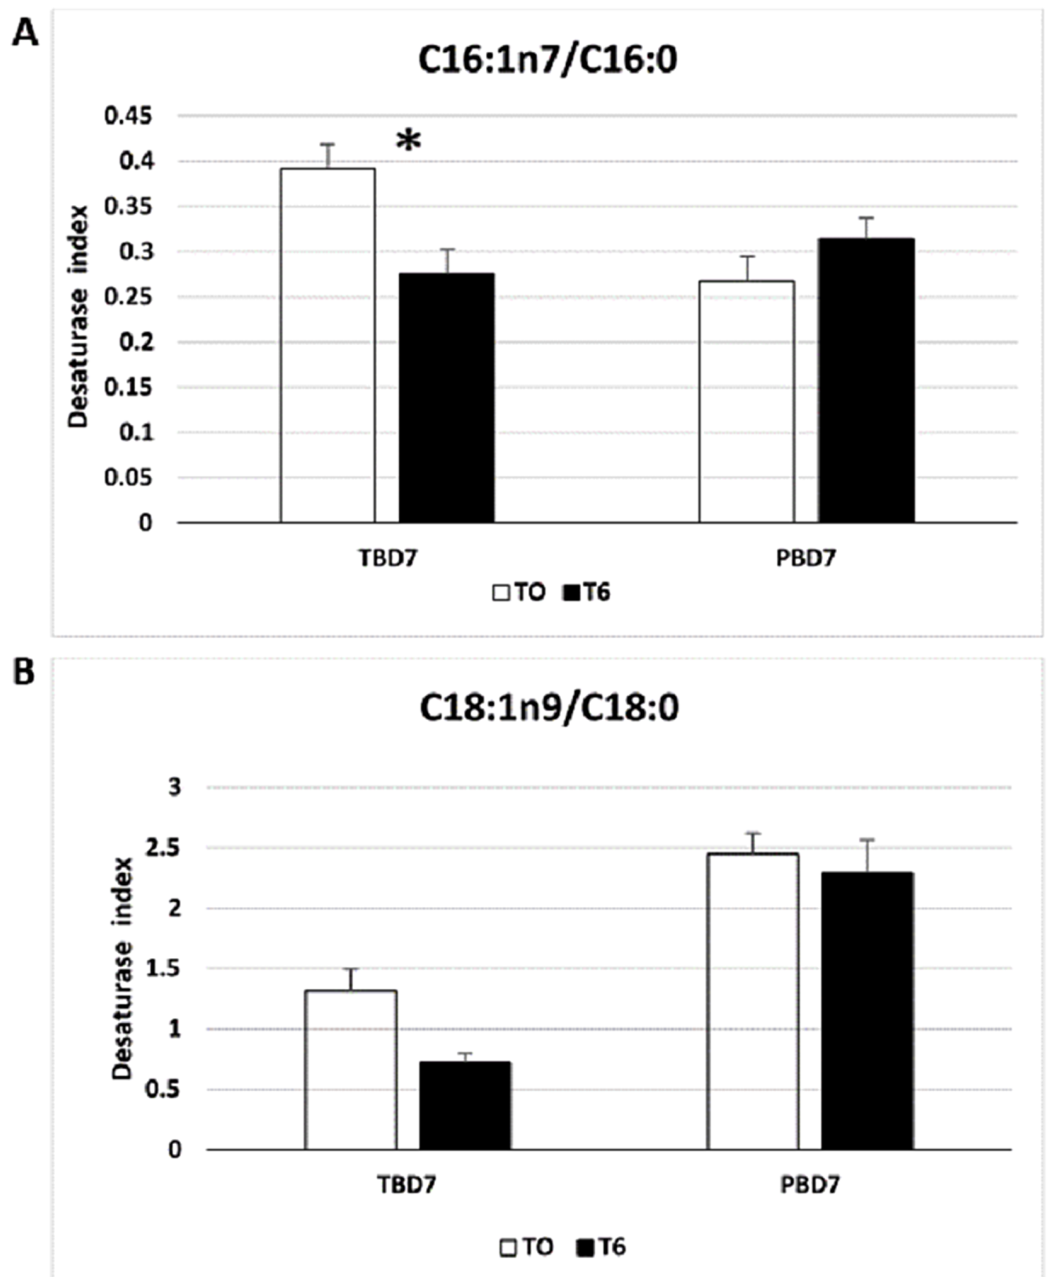 A
C16:1n7/C16:0
0.45
*
0.4
0.35
0.3
0.25
0.2
0.15
0.1
0.05
0
Desaturase index
TBD7 PBD7
TO T6
B
C18:1n9/C18:0
3
2.5
2
1.5
1
0.5
0
Desaturase index
TBD7 PBD7
TO T6